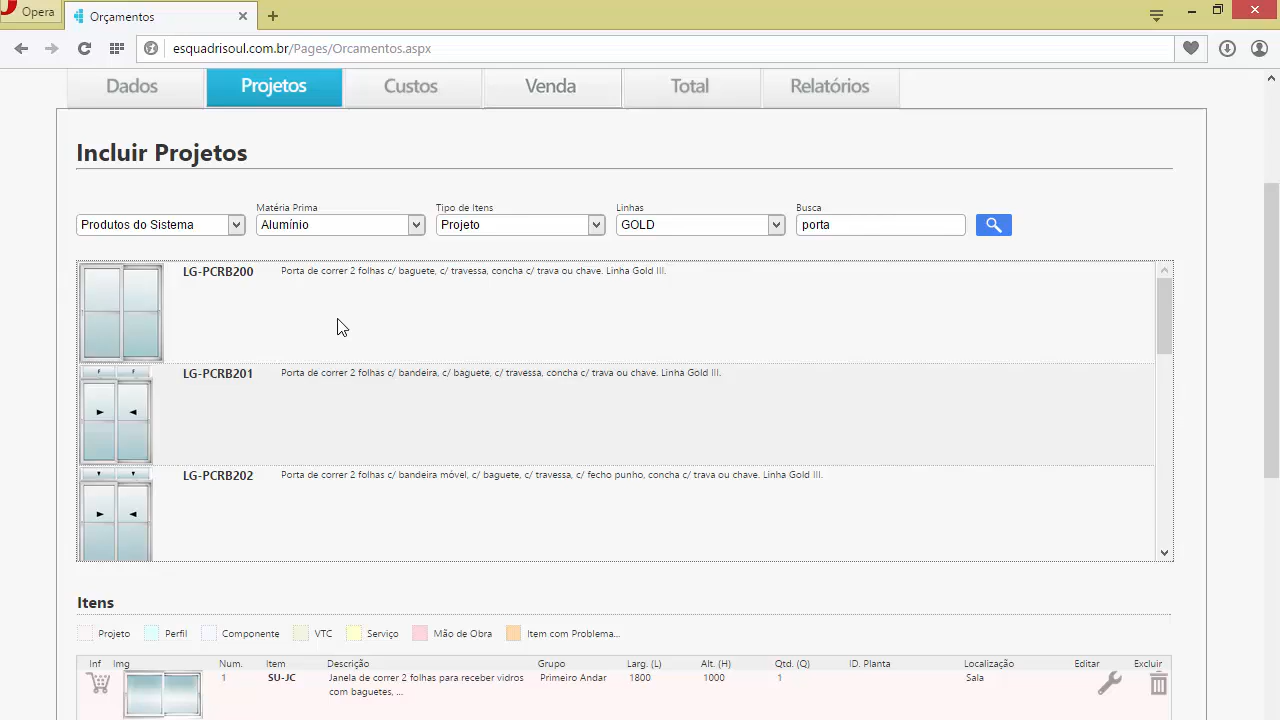 Opera
Orçamentos
esquadrisoul.com.br/Pages/Orcamentos.aspx
Dados
Projetos
Custos
Venda
Total
Relatórios
Incluir Projetos
Matéria Prima
Tipo de Itens
Linhas
Busca
Produtos do Sistema
Alumínio
Projeto
GOLD
porta
LG-PCRB200
Porta de correr 2 folhas c/ baguete, c/ travessa, concha c/ trava ou chave. Linha Gold III.
LG-PCRB201
Porta de correr 2 folhas c/ bandeira, c/ baguete, c/ travessa, concha c/ trava ou chave. Linha Gold III.
LG-PCRB202
Porta de correr 2 folhas c/ bandeira móvel, c/ baguete, c/ travessa, c/ fecho punho, concha c/ trava ou chave. Linha Gold III.
Itens
Projeto
Perfil
Componente
VTC
Serviço
Mão de Obra
Item com Problema...
Inf Img Num. Item Descrição Grupo Larg. (L) Alt. (H) Qtd. (Q) ID. Planta Localização Editar Excluir
1 SU-JC Janela de correr 2 folhas para receber vidros Primeiro Andar 1800 1000 1 Sala
com baguetes, ...